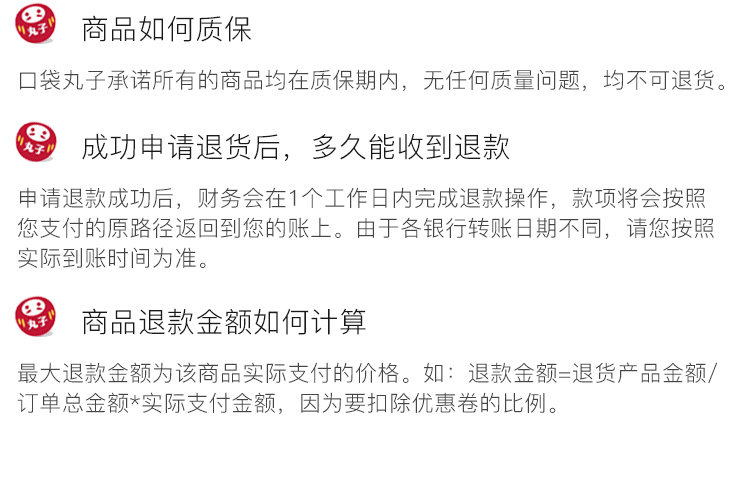 丸子
商品如何质保
口袋丸子承诺所有的商品均在质保期内，无任何质量问题，均不可退货。
丸子
成功申请退货后，多久能收到退款
申请退款成功后，财务会在1个工作日内完成退款操作，款项将会按照
您支付的原路径返回到您的账上。由于各银行转账日期不同，请您按照
实际到账时间为准。
丸子
商品退款金额如何计算
最大退款金额为该商品实际支付的价格。如：退款金额=退货产品金额/
订单总金额*实际支付金额，因为要扣除优惠卷的比例。